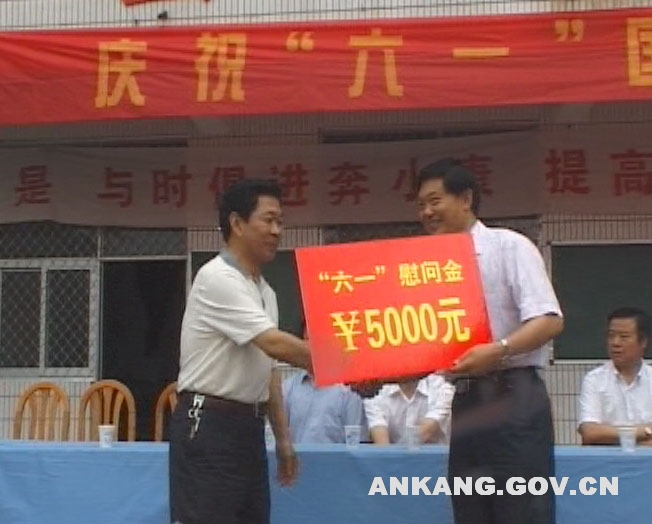 庆祝“六一”国
是 与时俱进奔小康 提高
“六一”慰问金
¥5000元
ANKANG.GOV.CN